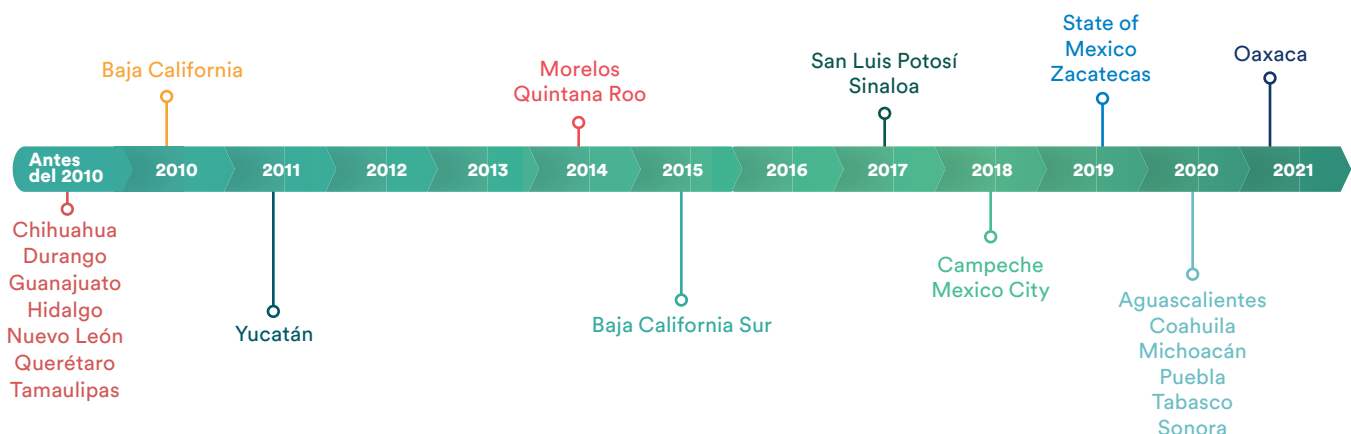 Baja California
Morelos
Quintana Roo
San Luis Potosí
Sinaloa
State of
Mexico
Zacatecas
Oaxaca
Antes
del 2010
2010
2011
2012
2013
2014
2015
2016
2017
2018
2019
2020
2021
Chihuahua
Durango
Guanajuato
Hidalgo
Nuevo León
Querétaro
Tamaulipas
Yucatán
Baja California Sur
Campeche
Mexico City
Aguascalientes
Coahuila
Michoacán
Puebla
Tabasco
Sonora